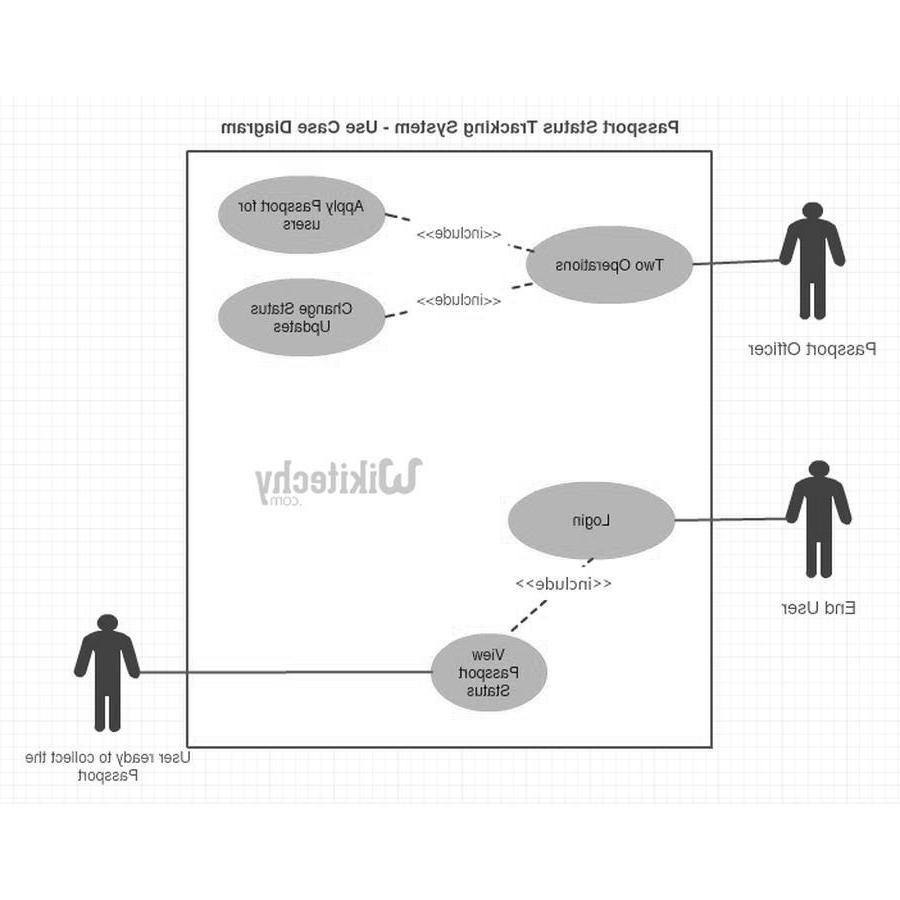 Passport Status Tracking System - Use Case Diagram
Apply Passport for
users
<<include>>
Two Operations
<<include>>
Change Status
Updates
Passport Officer
Wikitechy
.com
Login
<<include>>
End User
View
Passport
Status
User ready to collect the
Passport